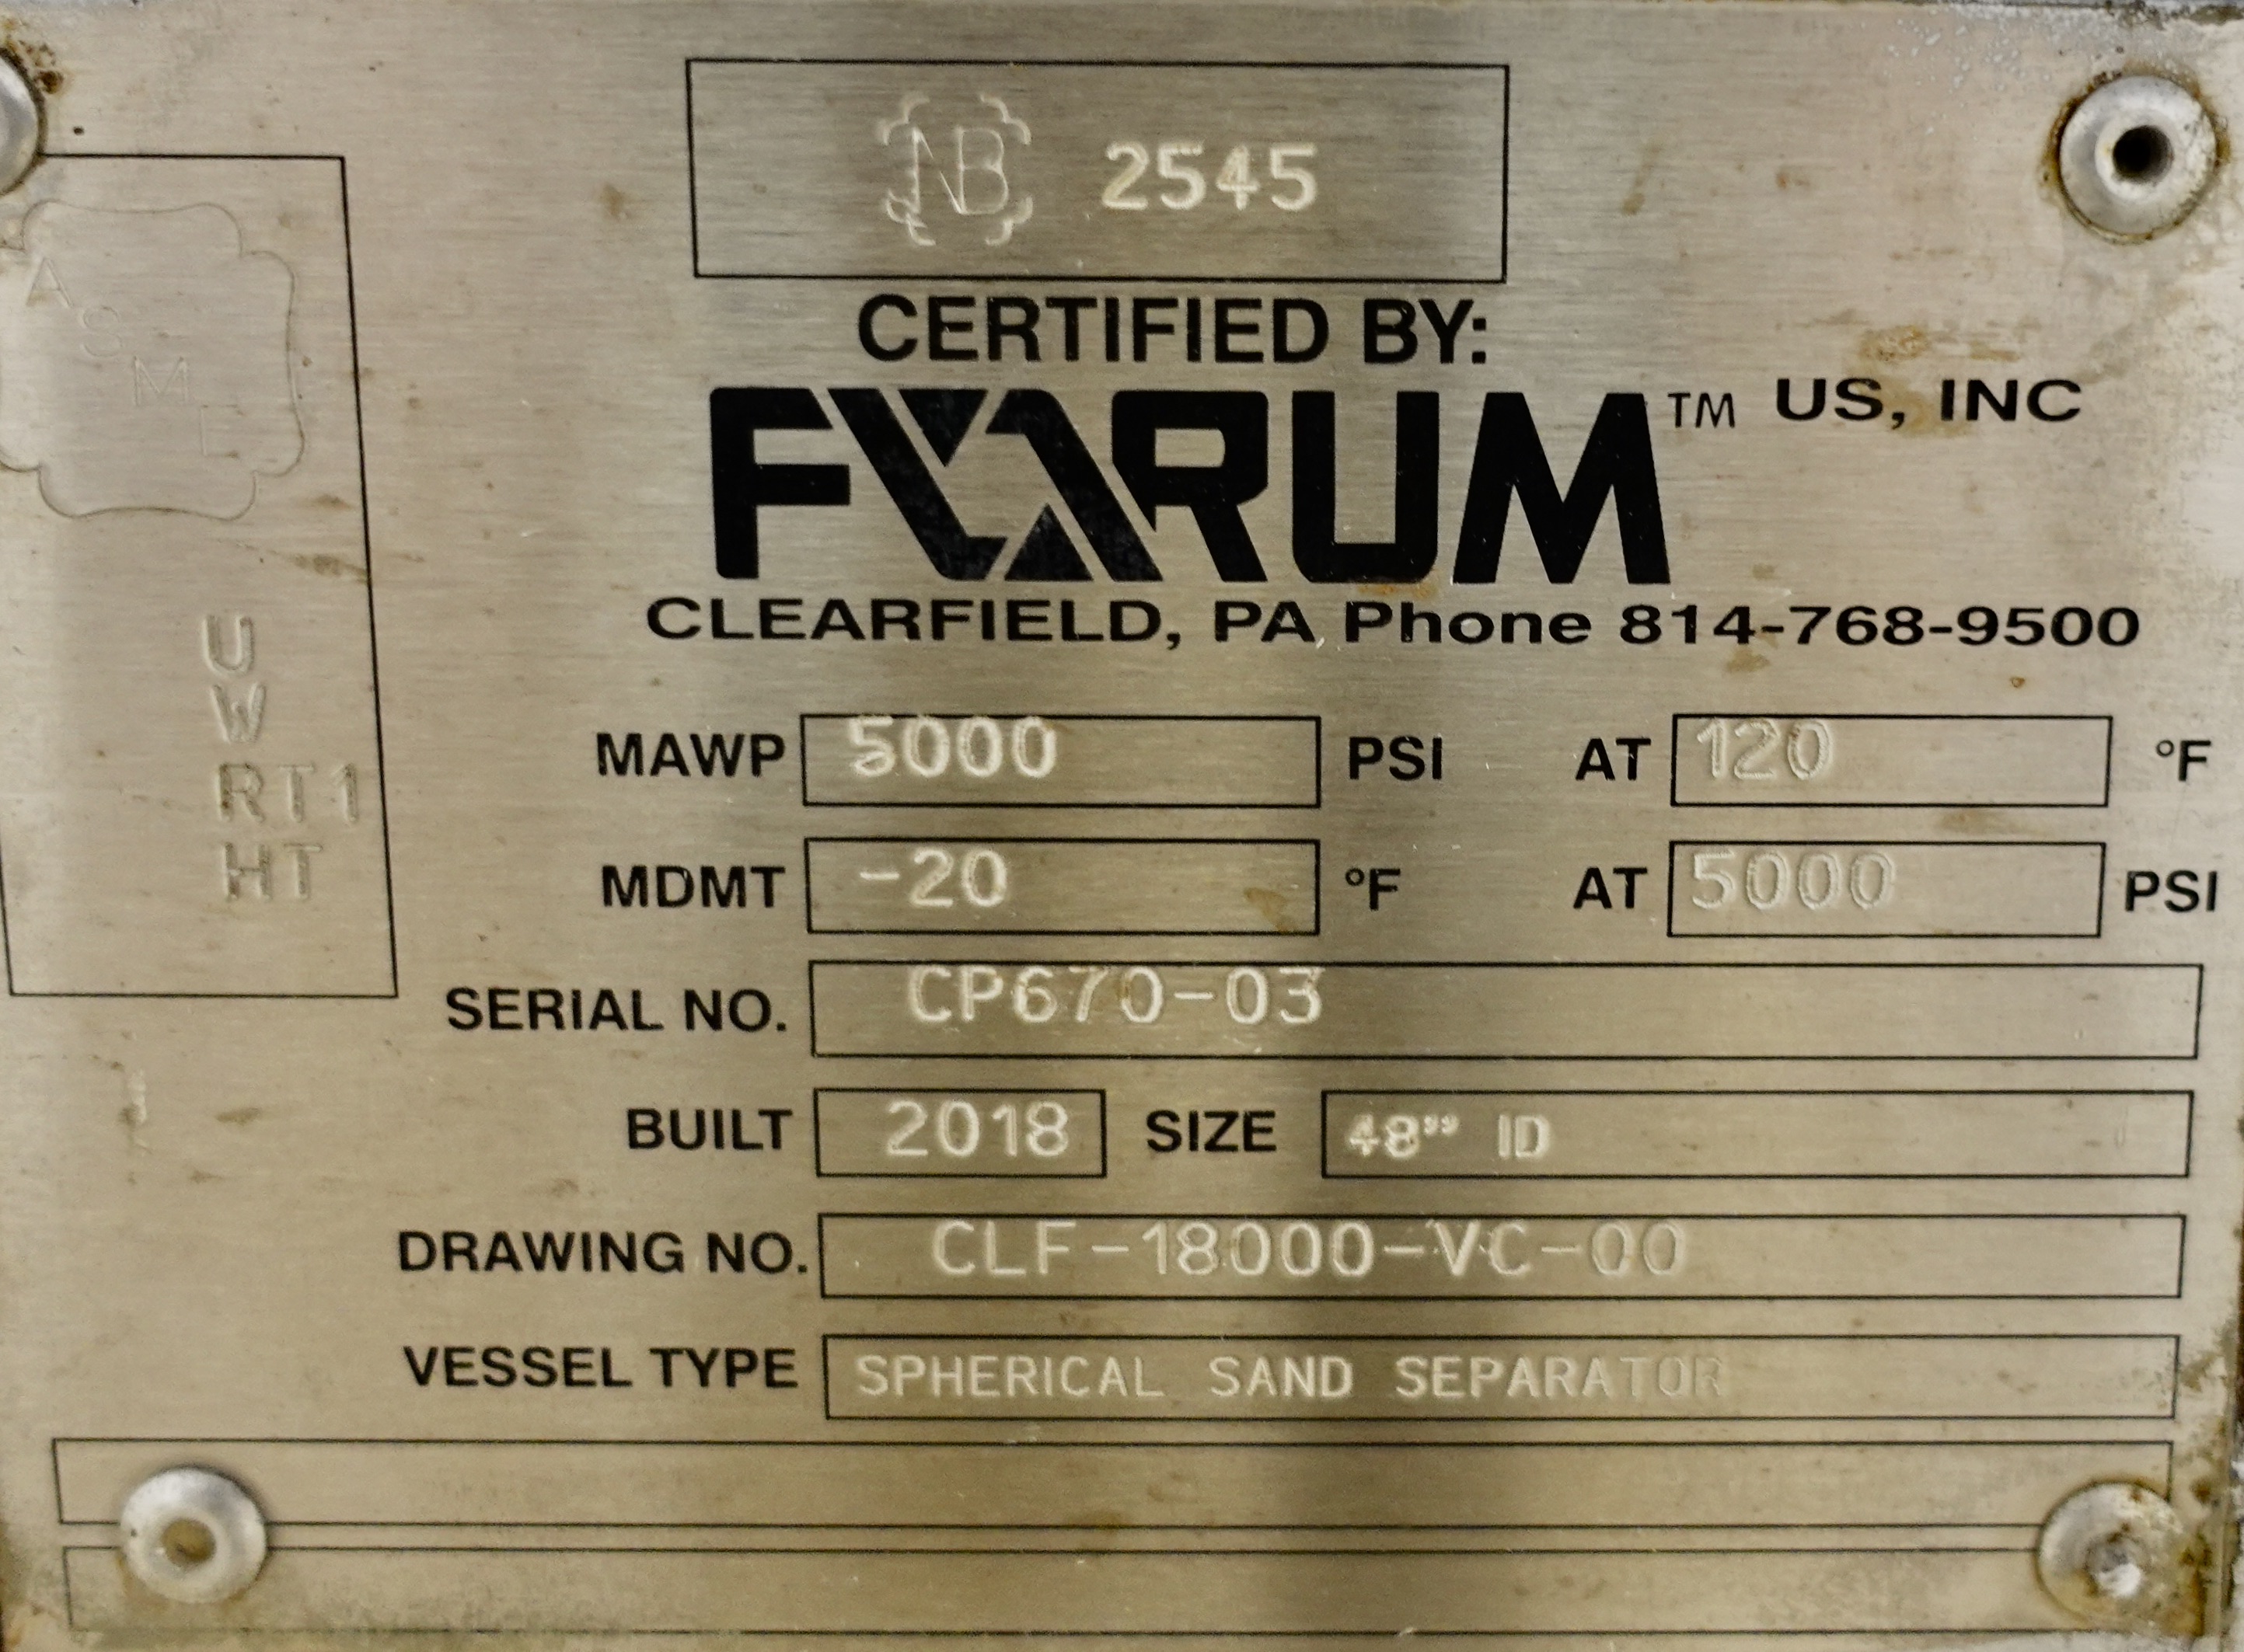 NB 2545
CERTIFIED BY:
FORUM™ US, INC
CLEARFIELD, PA Phone 814-768-9500
ASME
U
W
RT1
HT
MAWP 5000 PSI AT 120 °F
MDMT -20 °F AT 5000 PSI
SERIAL NO. CP670-03
BUILT 2018 SIZE 48" ID
DRAWING NO. CLF-18000-VC-00
VESSEL TYPE SPHERICAL SAND SEPARATOR